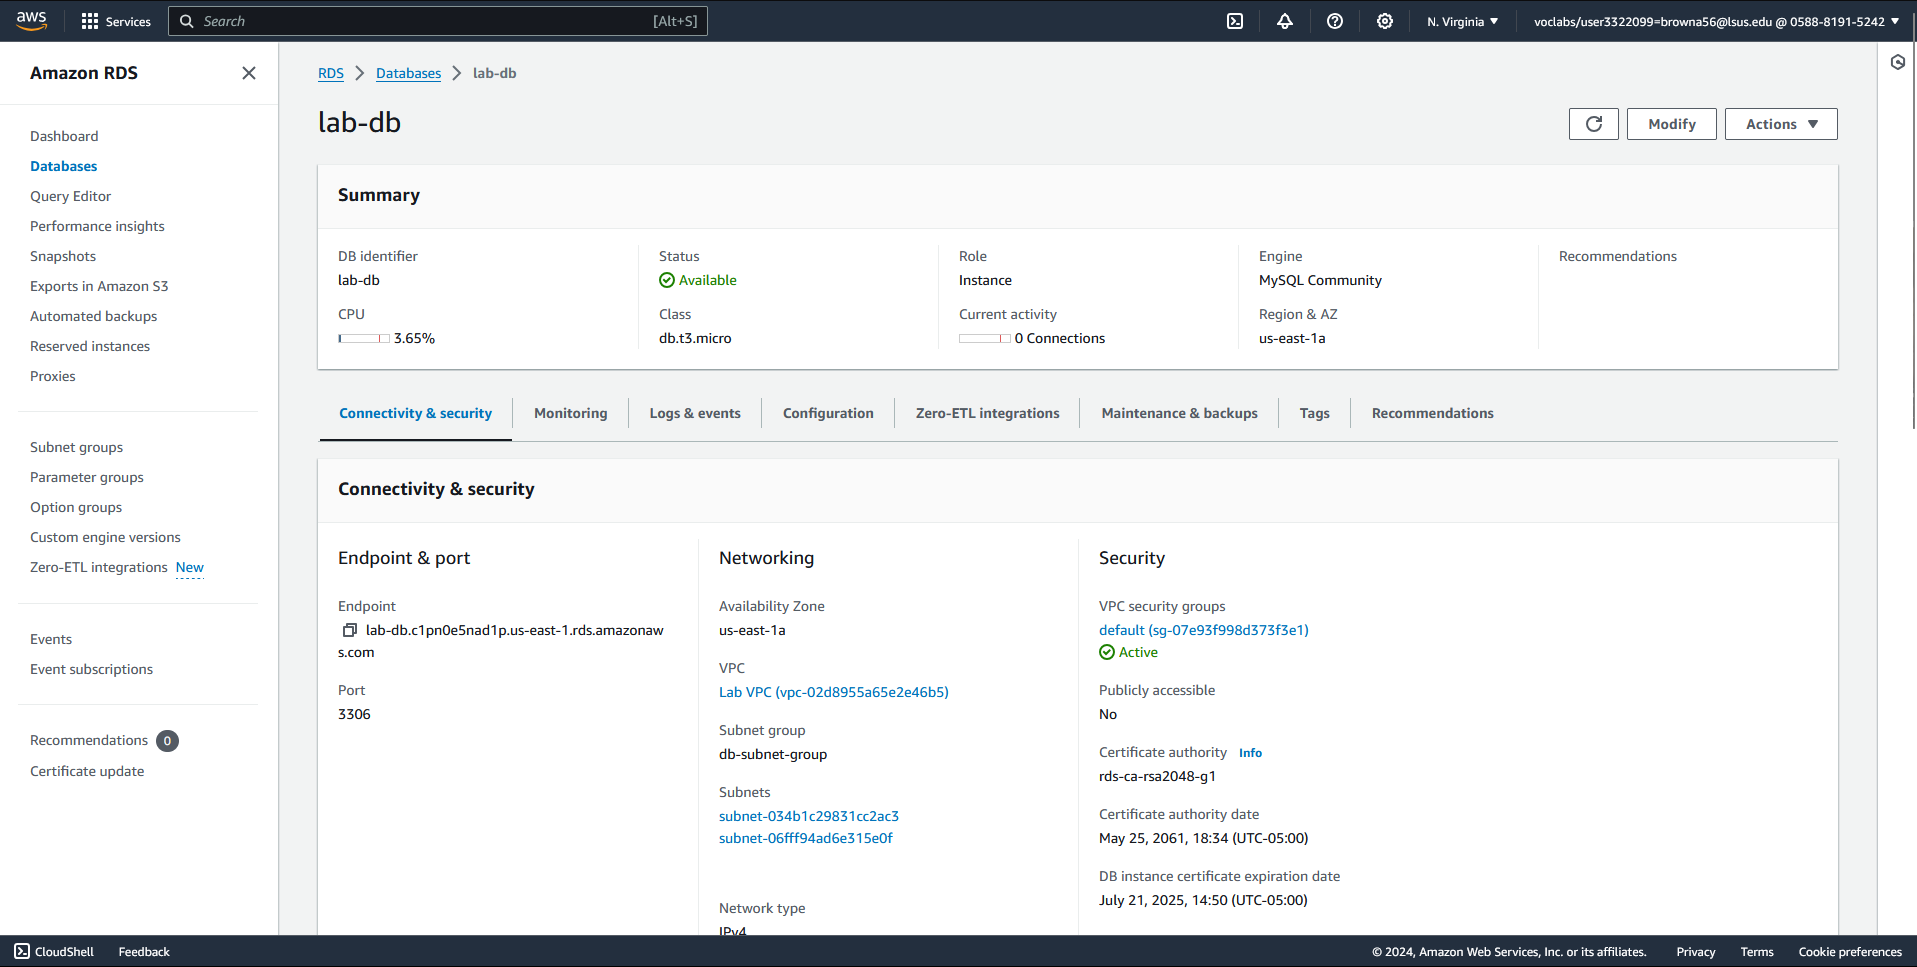 aws
Services
Search
[Alt+S]
N. Virginia
voclabs/user3322099=browna56@lsus.edu @ 0588-8191-5242
Amazon RDS
Dashboard
Databases
Query Editor
Performance insights
Snapshots
Exports in Amazon S3
Automated backups
Reserved instances
Proxies
Subnet groups
Parameter groups
Option groups
Custom engine versions
Zero-ETL integrations New
Events
Event subscriptions
Recommendations 0
Certificate update
RDS > Databases > lab-db
lab-db
Modify
Actions
Summary
DB identifier
lab-db
CPU
3.65%
Status
Available
Class
db.t3.micro
Role
Instance
Current activity
0 Connections
Engine
MySQL Community
Region & AZ
us-east-1a
Recommendations
Connectivity & security
Monitoring
Logs & events
Configuration
Zero-ETL integrations
Maintenance & backups
Tags
Recommendations
Connectivity & security
Endpoint & port
Endpoint
lab-db.c1pn0e5nad1p.us-east-1.rds.amazonaw
s.com
Port
3306
Networking
Availability Zone
us-east-1a
VPC
Lab VPC (vpc-02d8955a65e2e46b5)
Subnet group
db-subnet-group
Subnets
subnet-034b1c29831cc2ac3
subnet-06fff94ad6e315e0f
Network type
IPv4
Security
VPC security groups
default (sg-07e93f998d373f3e1)
Active
Publicly accessible
No
Certificate authority Info
rds-ca-rsa2048-g1
Certificate authority date
May 25, 2061, 18:34 (UTC-05:00)
DB instance certificate expiration date
July 21, 2025, 14:50 (UTC-05:00)
CloudShell
Feedback
© 2024, Amazon Web Services, Inc. or its affiliates.
Privacy
Terms
Cookie preferences